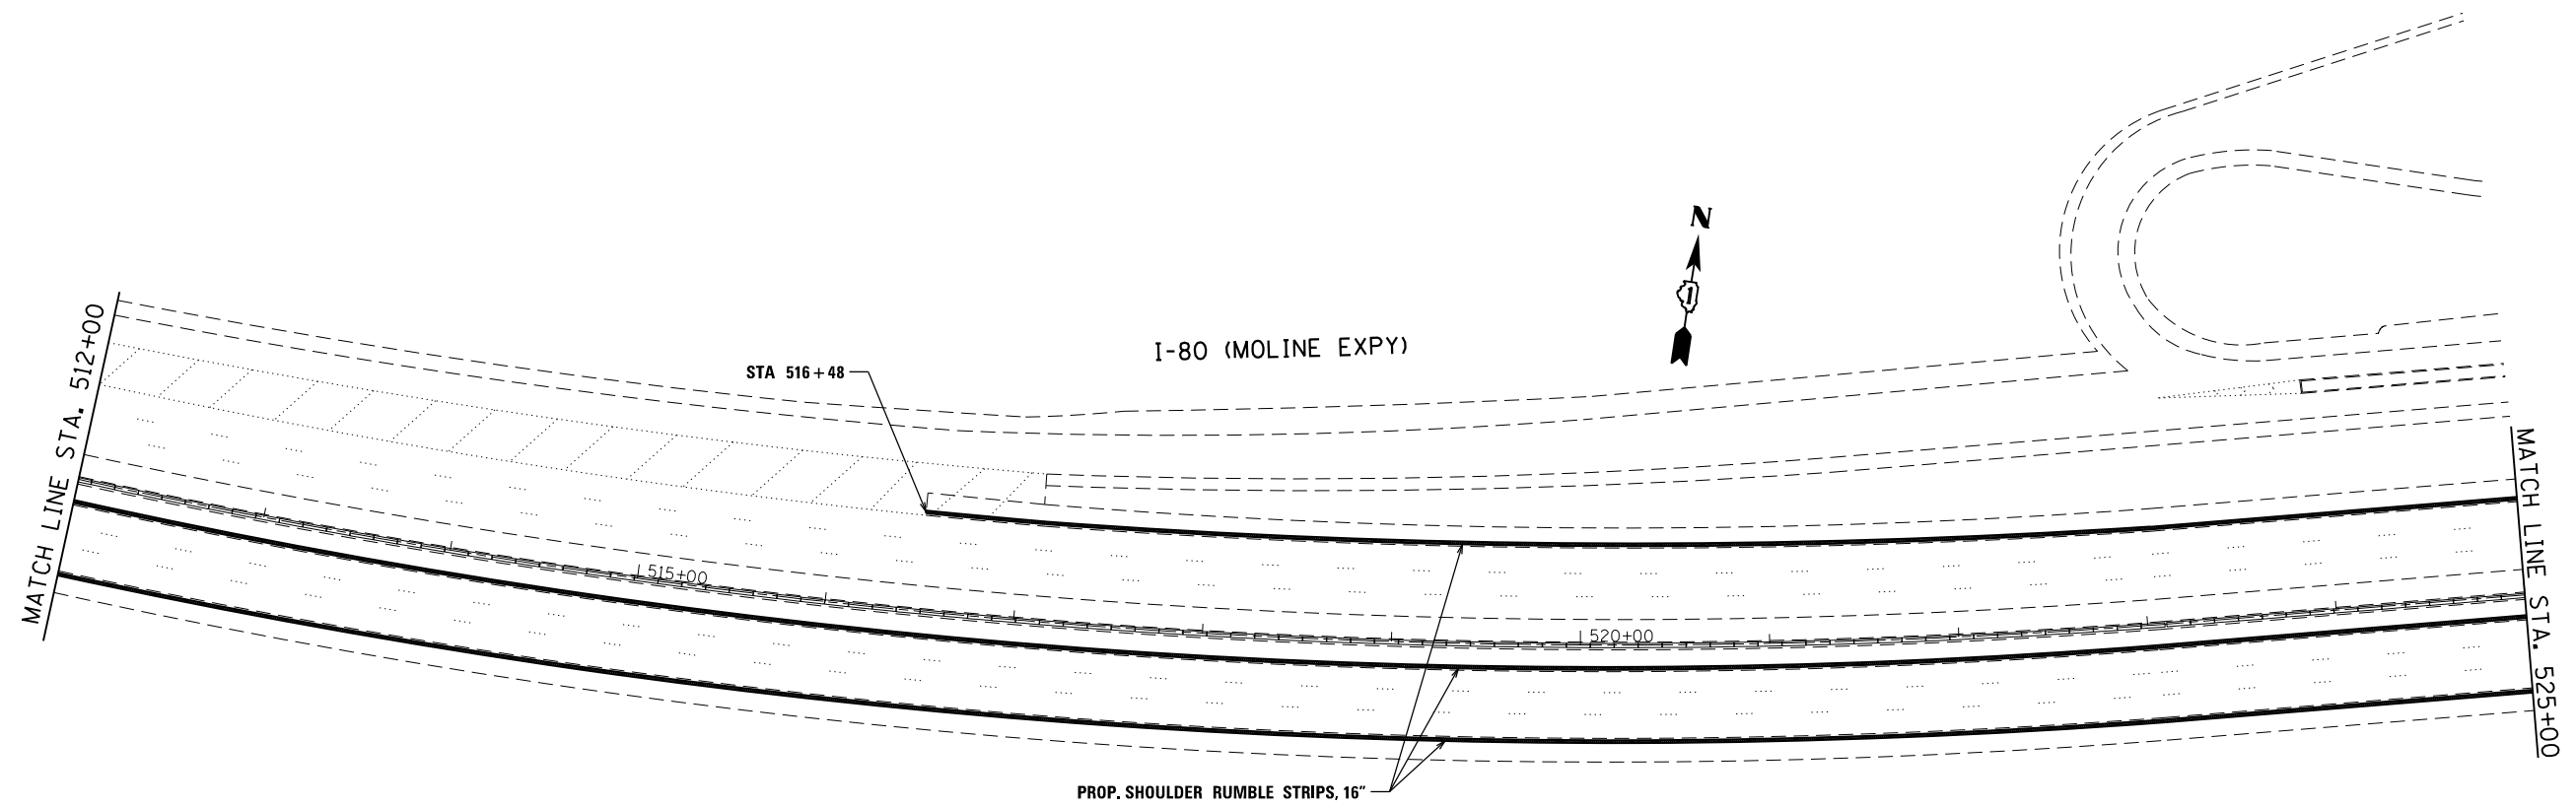 N
1
MATCH LINE STA. 512+00
I-80 (MOLINE EXPY)
STA 516+48
MATCH LINE STA. 525+00
515+00
520+00
PROP. SHOULDER RUMBLE STRIPS, 16"